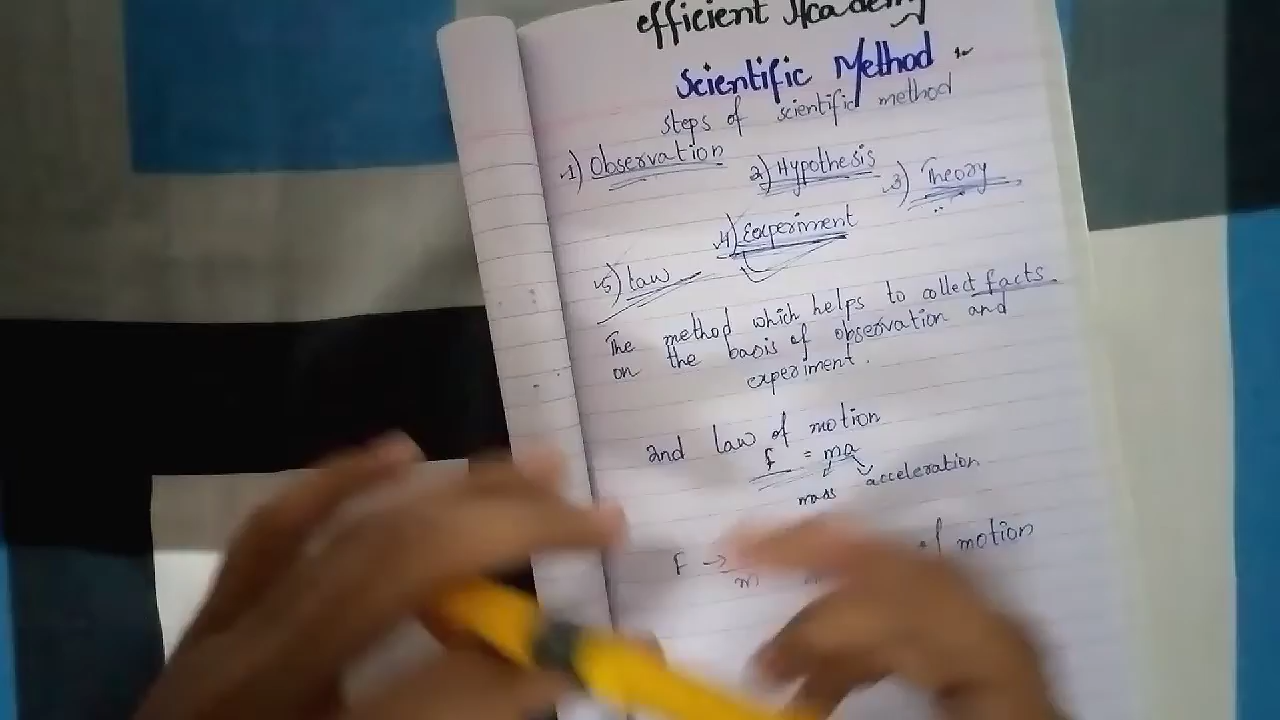 efficient Academy
Scientific Method
steps of scientific method
1) Observation 2) Hypothesis 3) Theory
4) Experiment
5) Law
The method which helps to collect facts
on the basis of observation and
experiment.
and law of motion
f = ma
mass acceleration
F → of motion
m